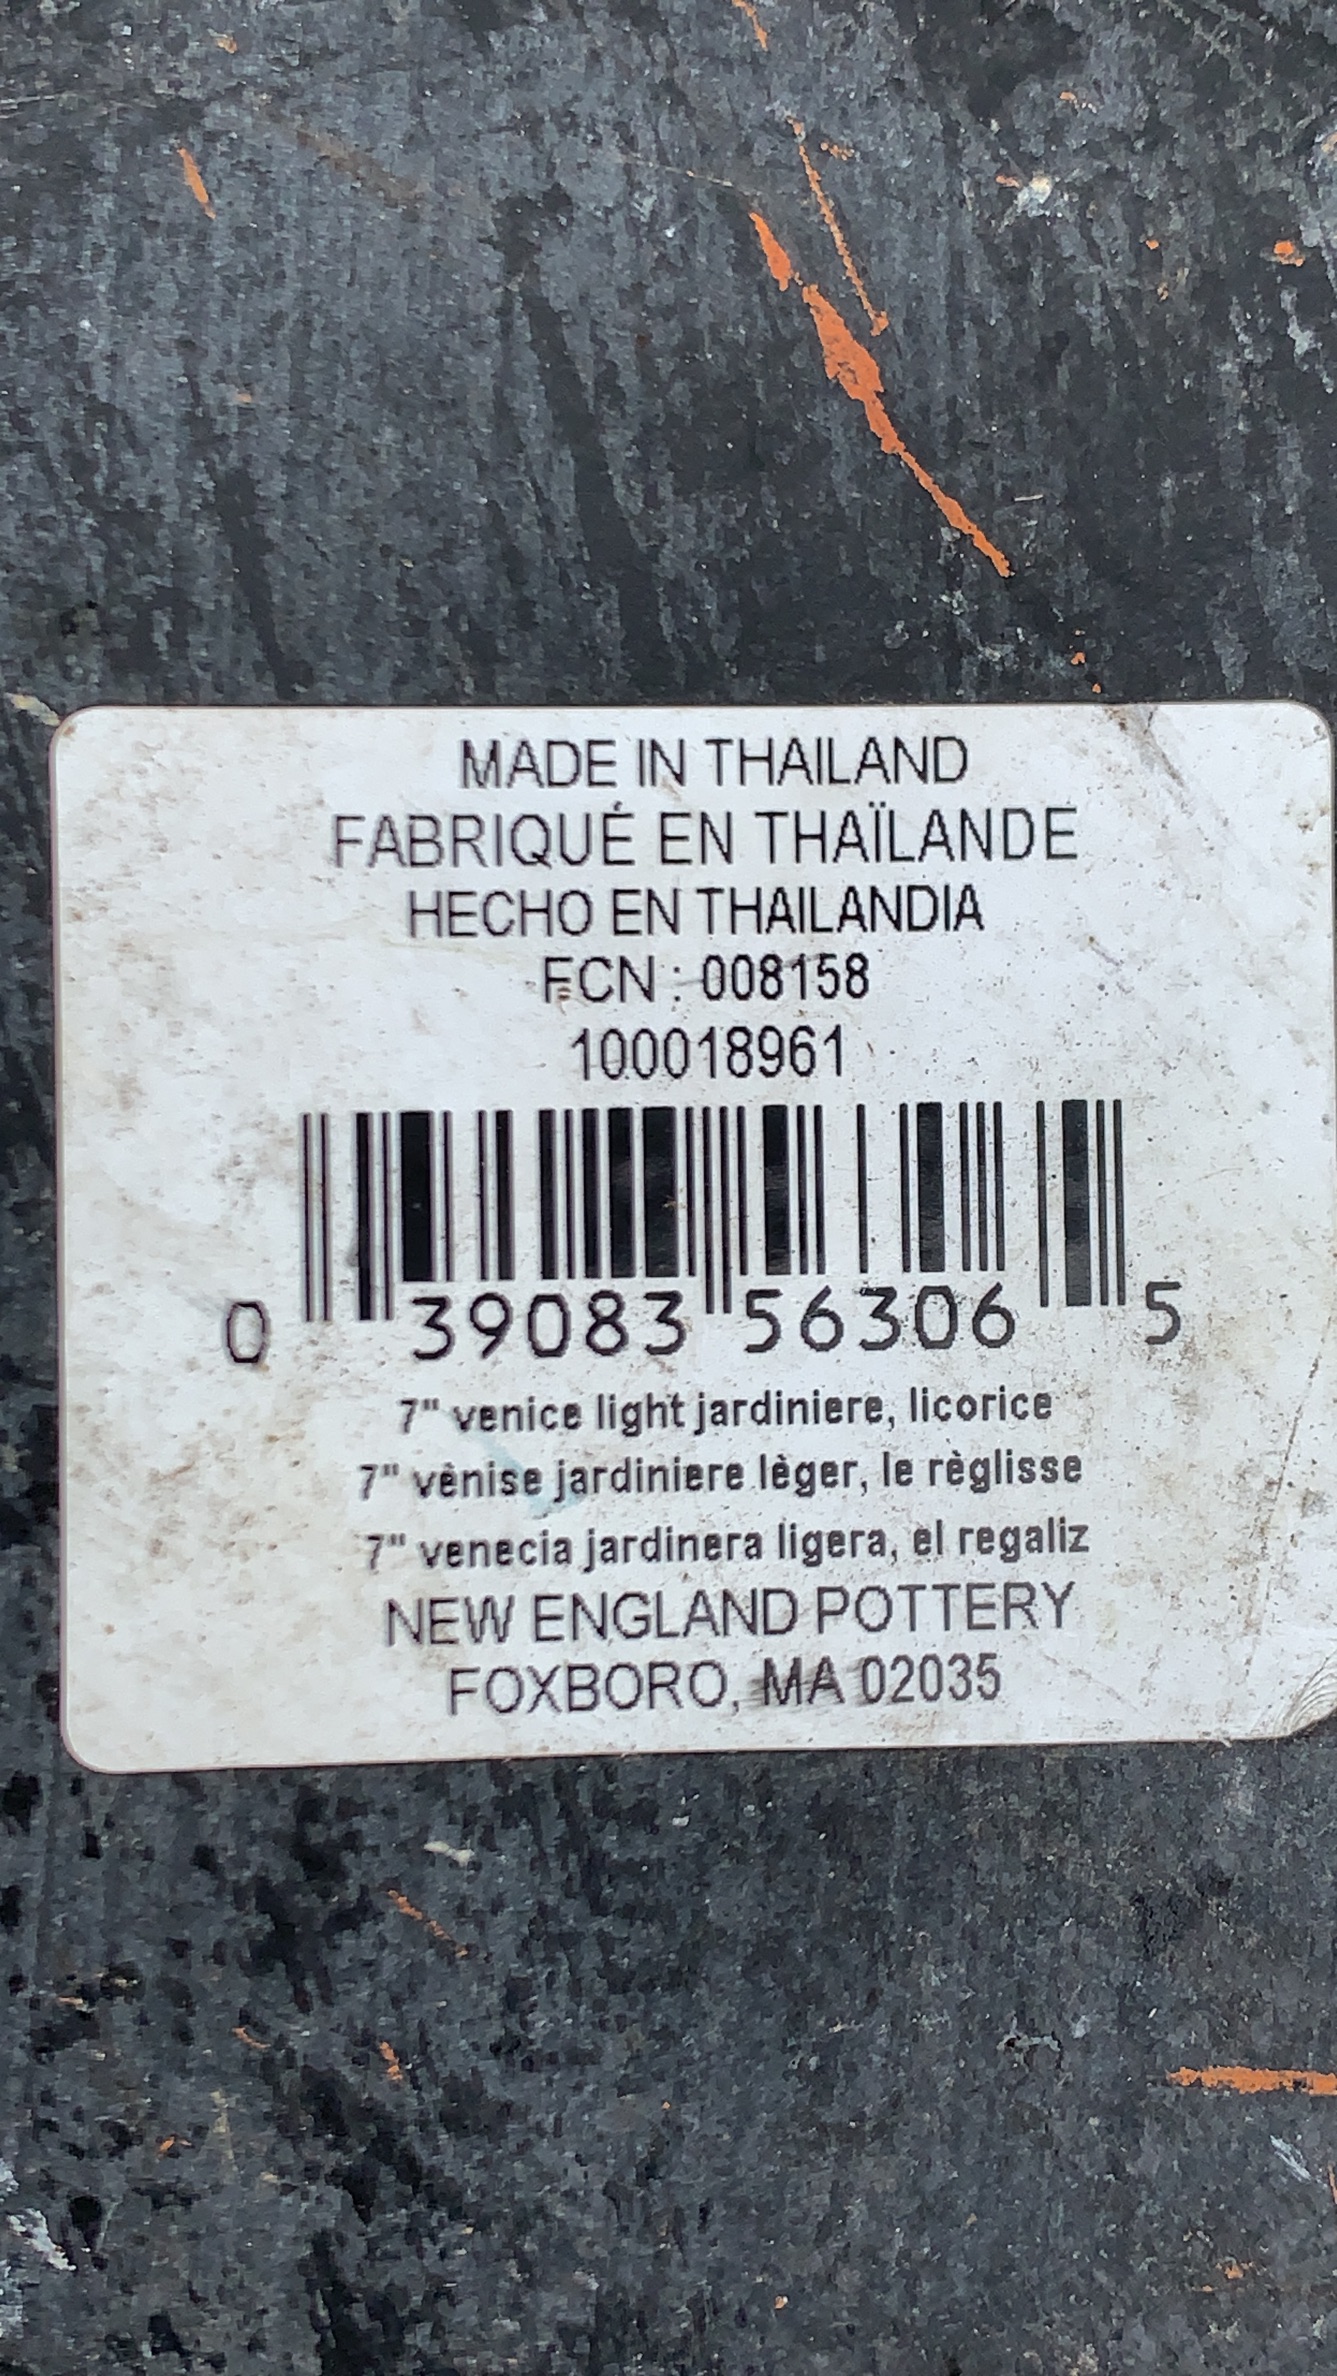 MADE IN THAILAND
FABRIQUÉ EN THAÏLANDE
HECHO EN THAILANDIA
FCN : 008158
100018961
0 39083 56306 5
7" venice light jardiniere, licorice
7" vènise jardiniere lèger, le règlisse
7" venecia jardinera ligera, el regaliz
NEW ENGLAND POTTERY
FOXBORO, MA 02035